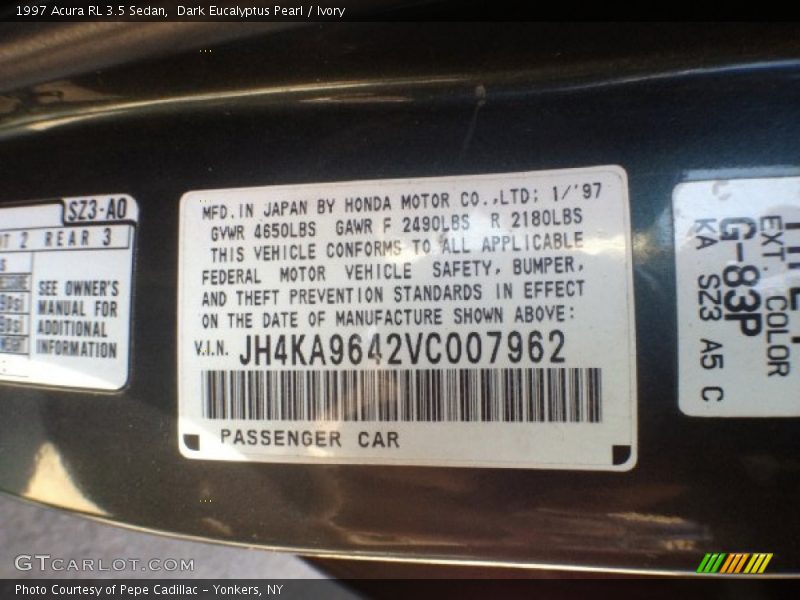 1997 Acura RL 3.5 Sedan, Dark Eucalyptus Pearl / Ivory
SZ3-A0
2 REAR 3
SEE OWNER'S
MANUAL FOR
ADDITIONAL
INFORMATION
MFD. IN JAPAN BY HONDA MOTOR CO.,LTD; 1/'97
GVWR 4650LBS GAWR F 2490LBS R 2180LBS
THIS VEHICLE CONFORMS TO ALL APPLICABLE
FEDERAL MOTOR VEHICLE SAFETY, BUMPER,
AND THEFT PREVENTION STANDARDS IN EFFECT
ON THE DATE OF MANUFACTURE SHOWN ABOVE:
V.I.N. JH4KA9642VC007962
PASSENGER CAR
EXT. COLOR
G-83P
KA SZ3 A5 C
GTCARLOT.COM
Photo Courtesy of Pepe Cadillac - Yonkers, NY